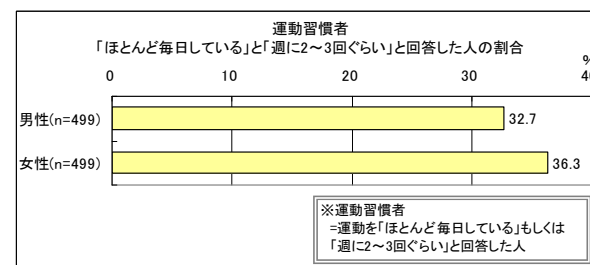 運動習慣者
「ほとんど毎日している」と「週に2～3回ぐらい」と回答した人の割合
%
0 10 20 30 40
男性(n=499) 32.7
女性(n=499) 36.3
※運動習慣者
=運動を「ほとんど毎日している」もしくは
「週に2～3回ぐらい」と回答した人